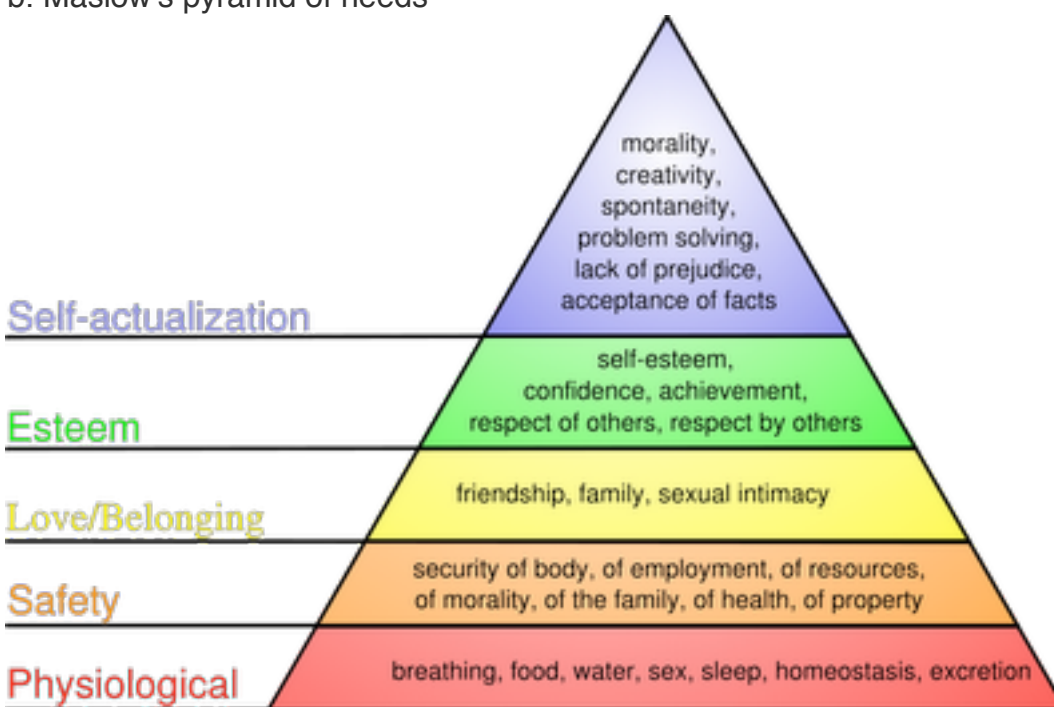 b. Maslow's pyramid of needs
morality,
creativity,
spontaneity,
problem solving,
lack of prejudice,
acceptance of facts
Self-actualization
self-esteem,
confidence, achievement,
respect of others, respect by others
Esteem
friendship, family, sexual intimacy
Love/Belonging
security of body, of employment, of resources,
of morality, of the family, of health, of property
Safety
breathing, food, water, sex, sleep, homeostasis, excretion
Physiological